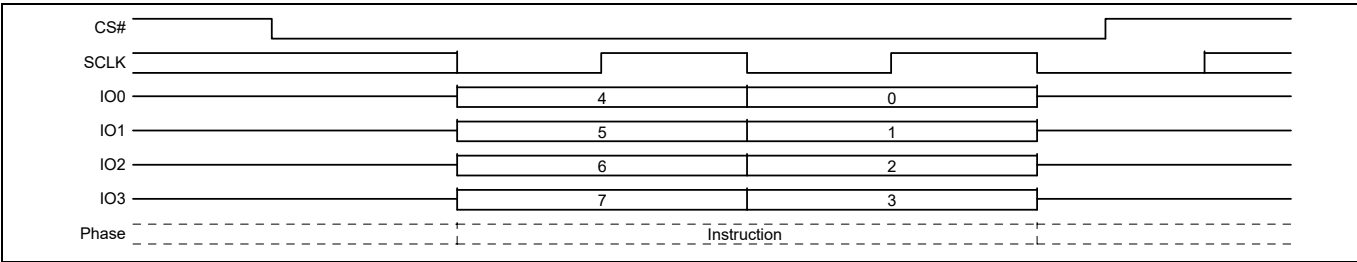 CS#
SCLK
IO0 4 0
IO1 5 1
IO2 6 2
IO3 7 3
Phase Instruction